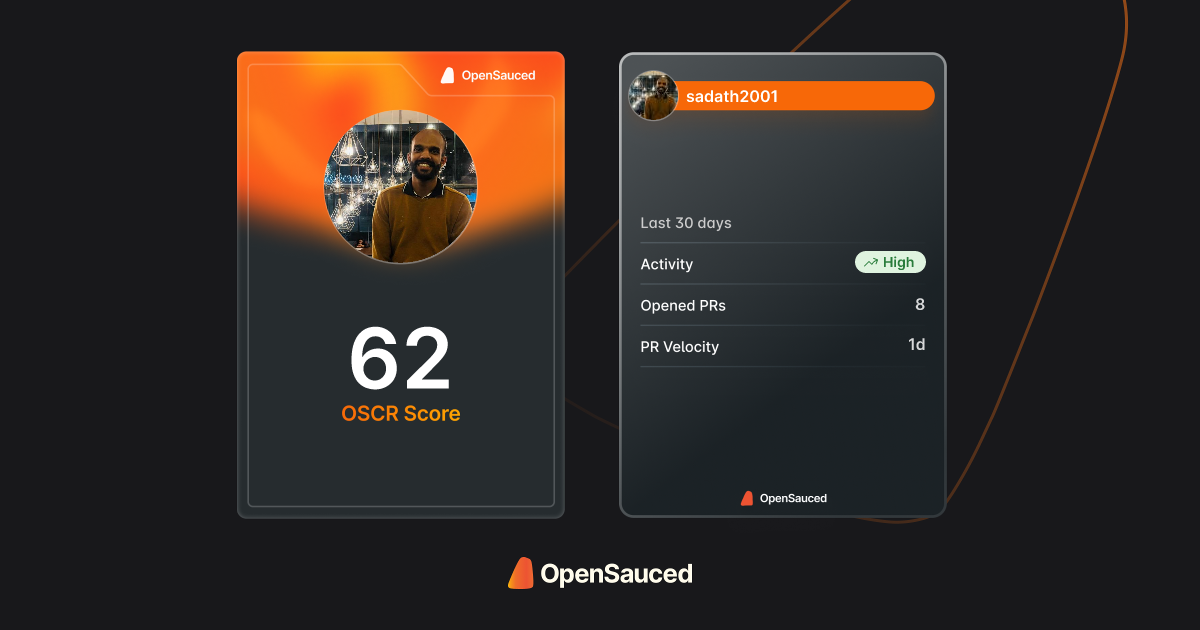 OpenSauced
62
OSCR Score
sadath2001
Last 30 days
Activity High
Opened PRs 8
PR Velocity 1d
OpenSauced
OpenSauced